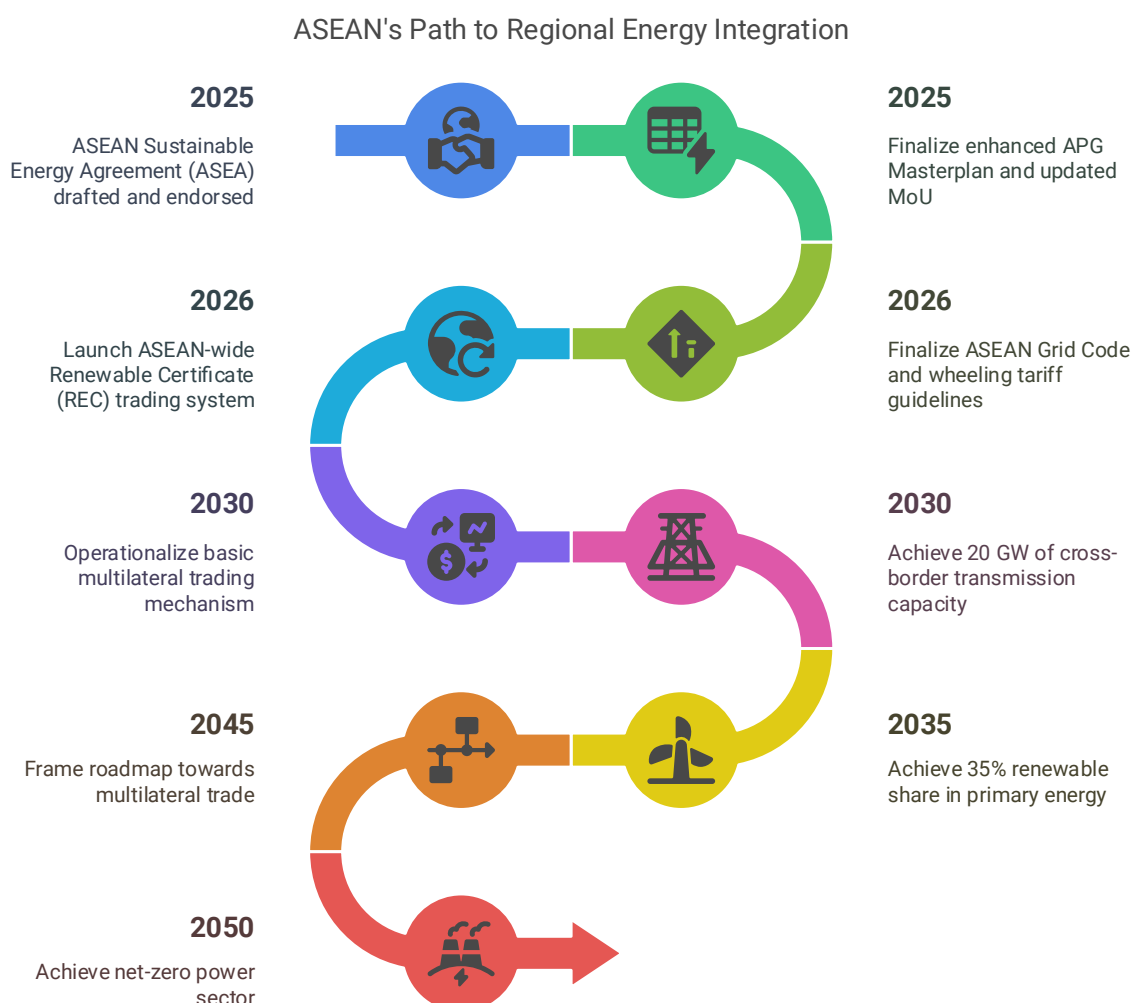 ASEAN's Path to Regional Energy Integration
2025
ASEAN Sustainable
Energy Agreement (ASEA)
drafted and endorsed
2025
Finalize enhanced APG
Masterplan and updated
MoU
2026
Launch ASEAN-wide
Renewable Certificate
(REC) trading system
2026
Finalize ASEAN Grid Code
and wheeling tariff
guidelines
2030
Operationalize basic
multilateral trading
mechanism
2030
Achieve 20 GW of cross-
border transmission
capacity
2045
Frame roadmap towards
multilateral trade
2035
Achieve 35% renewable
share in primary energy
2050
Achieve net-zero power
sector